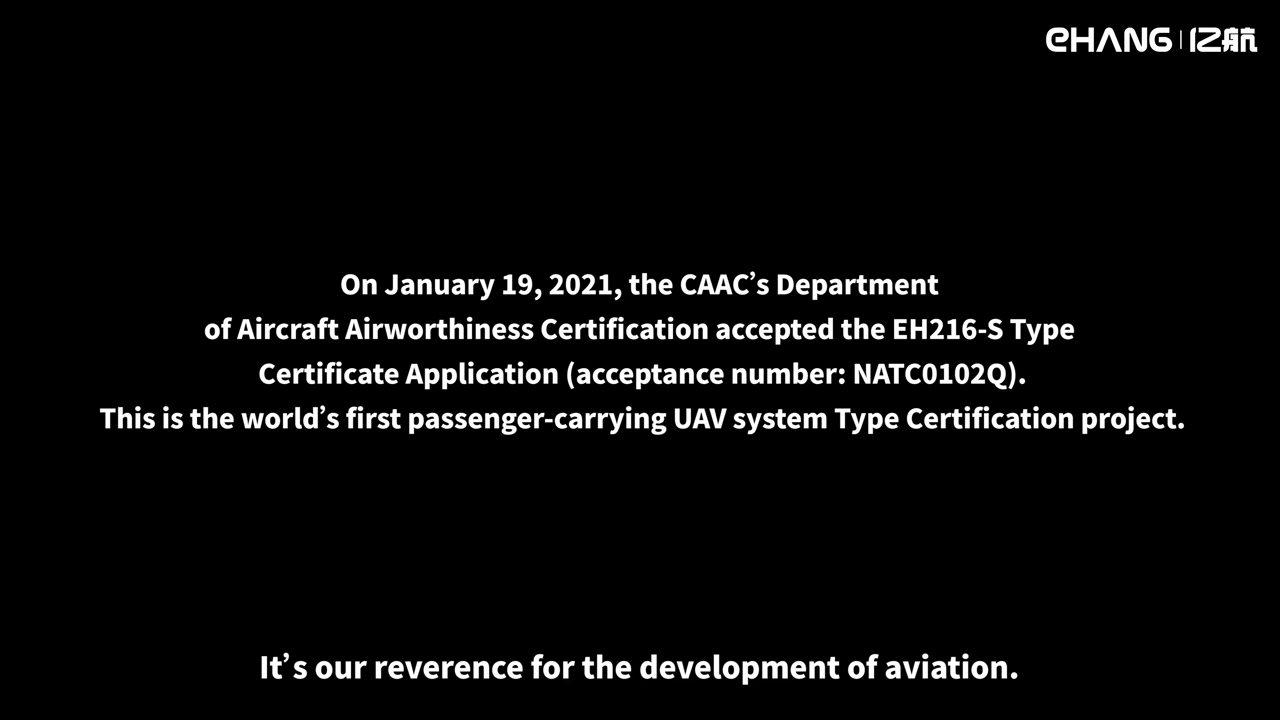 EHANG | 亿航
On January 19, 2021, the CAAC’s Department
of Aircraft Airworthiness Certification accepted the EH216-S Type
Certificate Application (acceptance number: NATC0102Q).
This is the world’s first passenger-carrying UAV system Type Certification project.
It’s our reverence for the development of aviation.